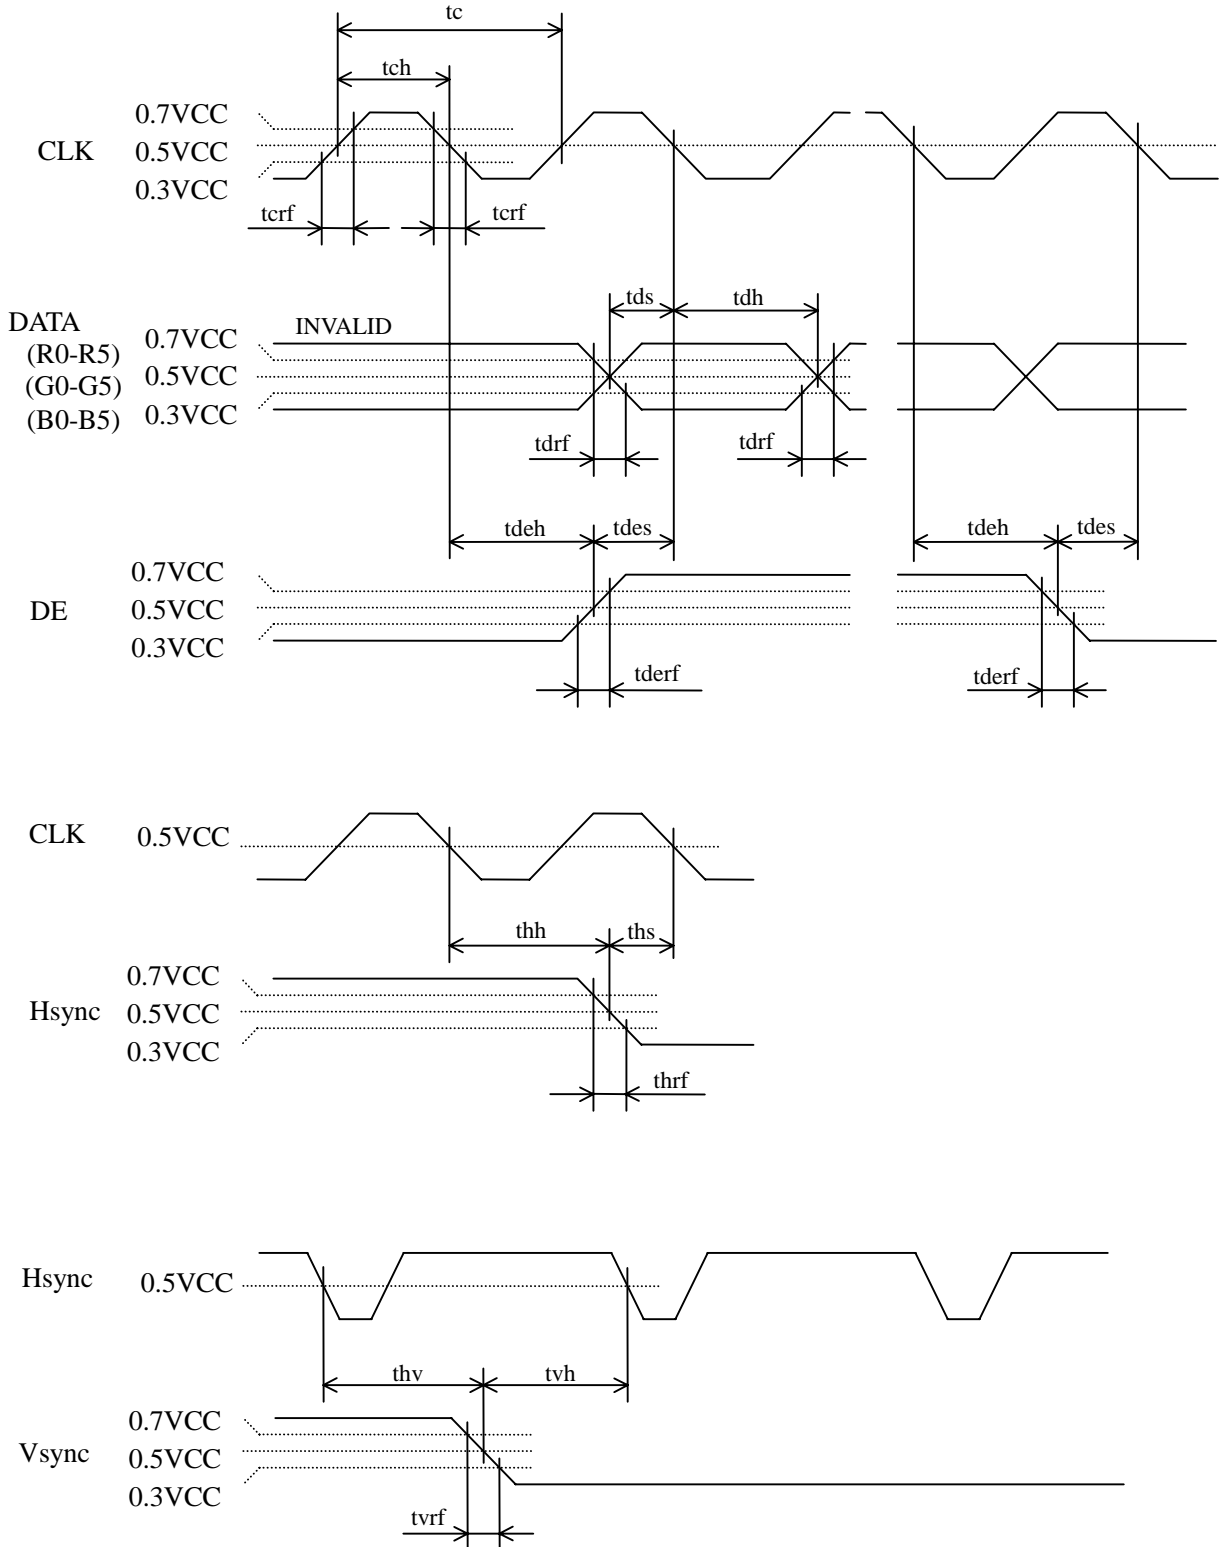 tc
tch
0.7VCC
CLK
0.5VCC
0.3VCC
tcrf
tcrf
tds
tdh
DATA
INVALID
0.7VCC
(R0-R5)
0.5VCC
(G0-G5)
0.3VCC
(B0-B5)
tdrf
tdrf
tdeh
tdes
tdeh
tdes
0.7VCC
DE
0.5VCC
0.3VCC
tderf
tderf
CLK
0.5VCC
thh
ths
0.7VCC
Hsync
0.5VCC
0.3VCC
thrf
Hsync
0.5VCC
thv
tvh
0.7VCC
Vsync
0.5VCC
0.3VCC
tvrf